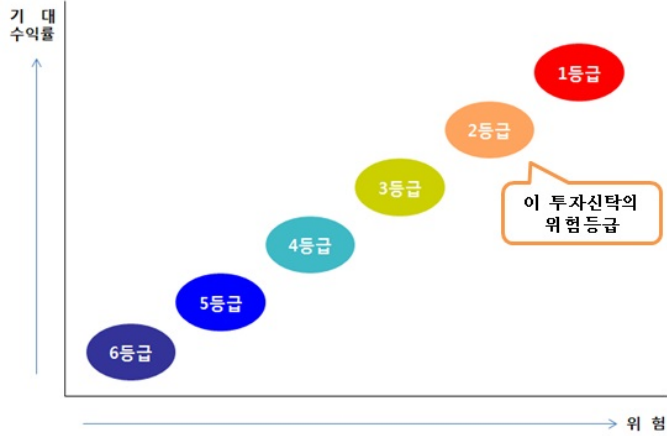 기 대
수익률
1등급
2등급
3등급
이 투자신탁의
위험등급
4등급
5등급
6등급
위 험